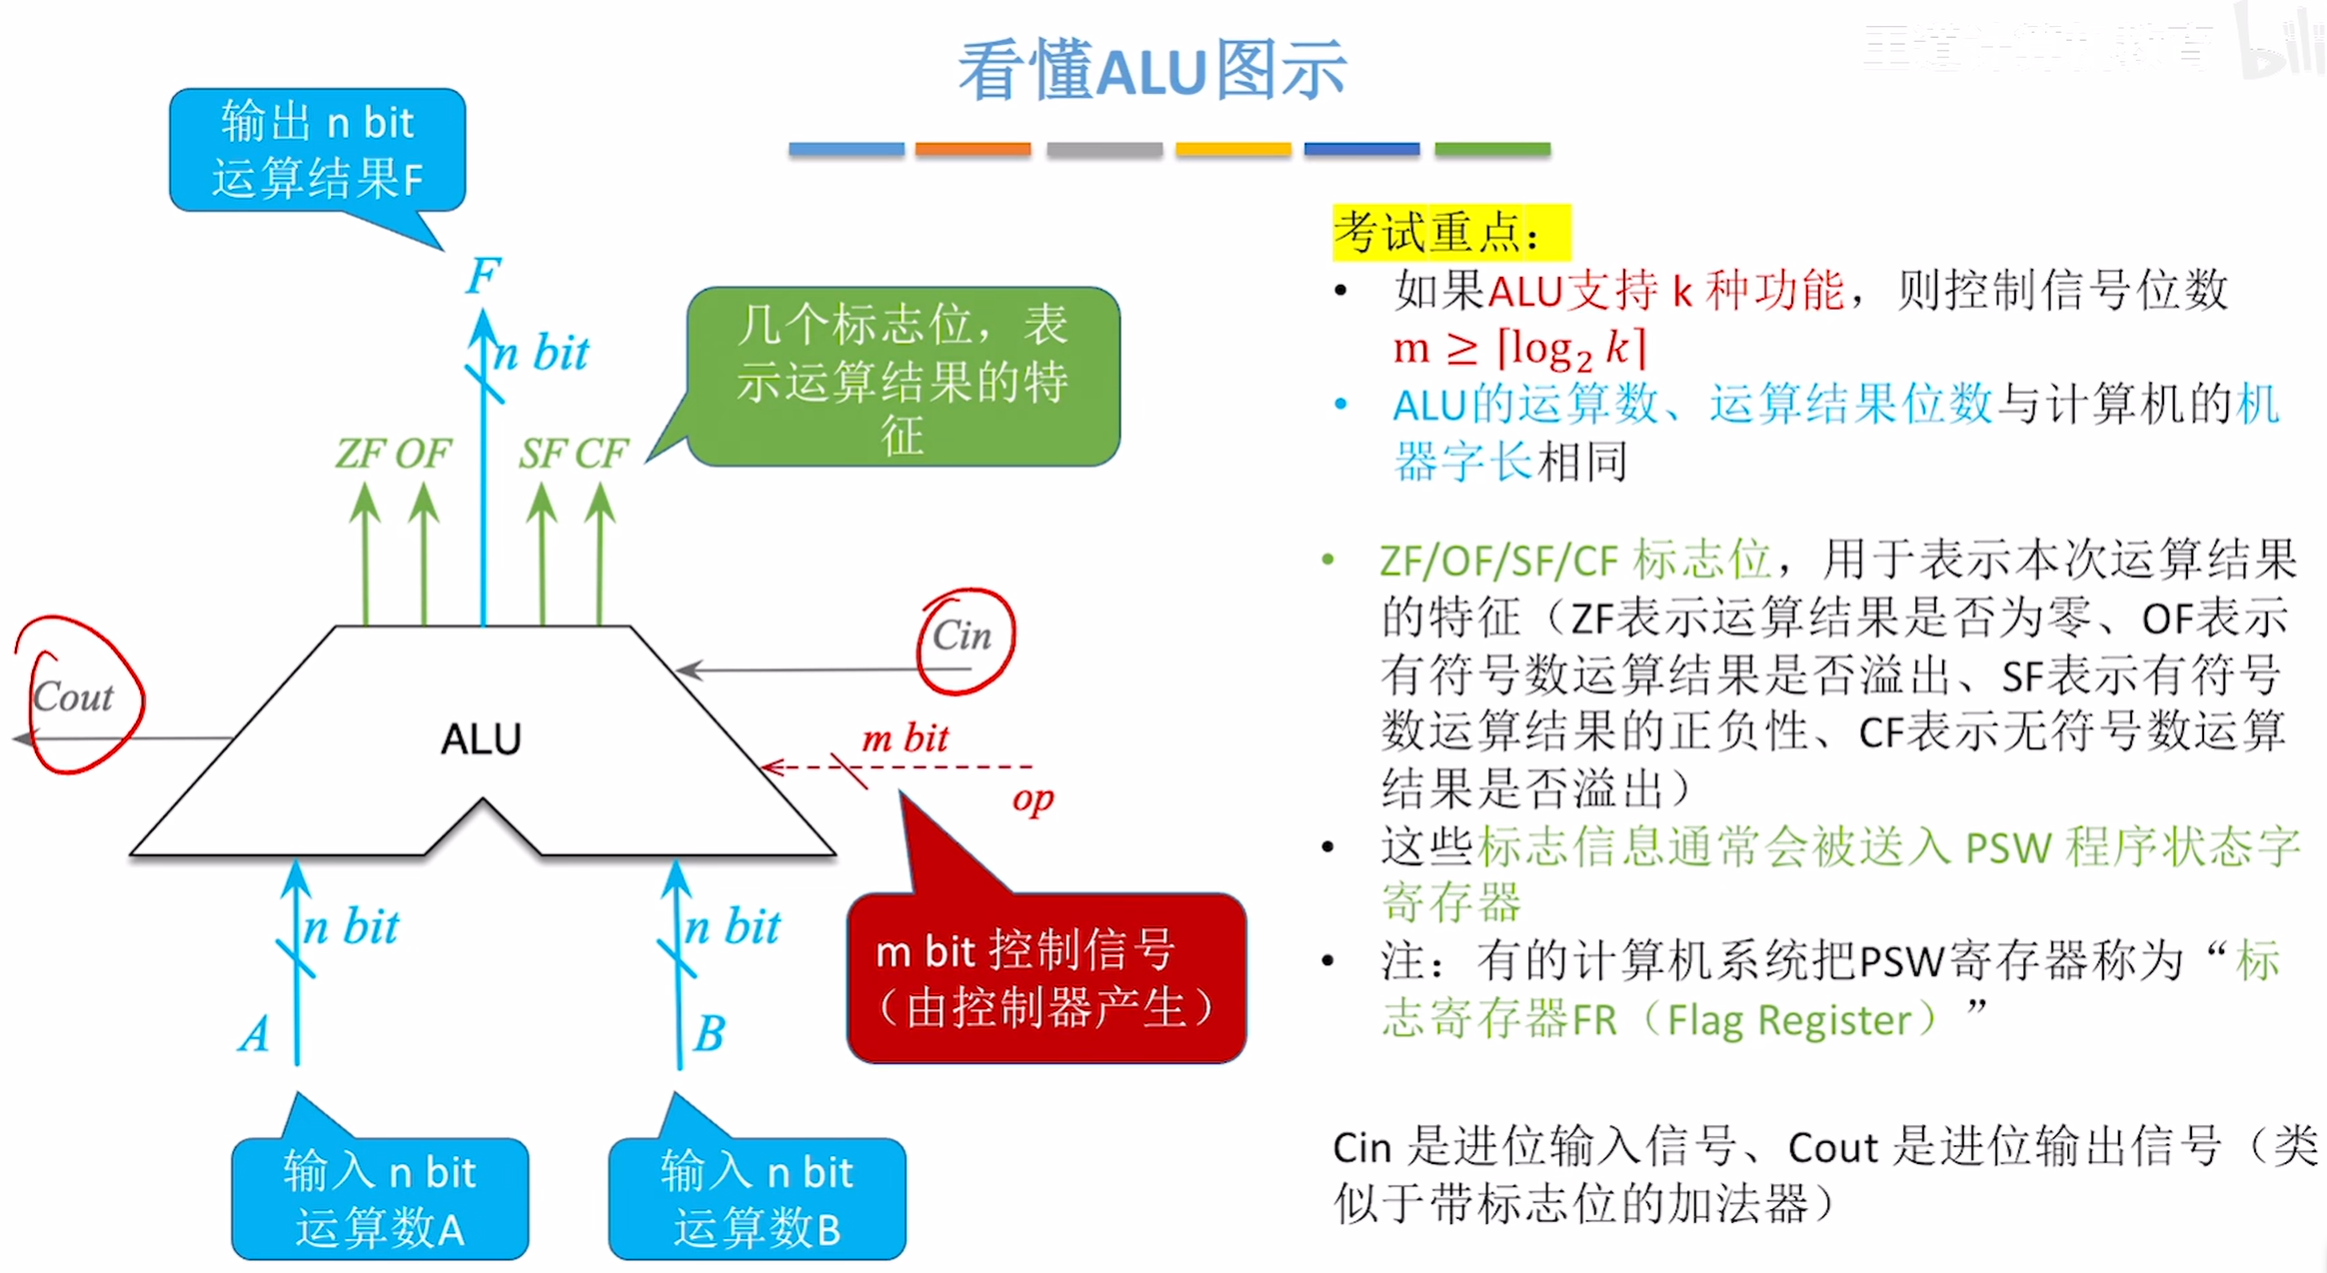 看懂ALU图示
输出 n bit
运算结果F
F
n bit
几个标志位，表
示运算结果的特
征
ZF OF SF CF
Cin
Cout
ALU
m bit
op
n bit
n bit
A
B
m bit 控制信号
（由控制器产生）
输入 n bit
运算数A
输入 n bit
运算数B
考试重点：
• 如果ALU支持 k 种功能，则控制信号位数
m ≥ ⌈log₂ k⌉
• ALU的运算数、运算结果位数与计算机的机
器字长相同
• ZF/OF/SF/CF 标志位，用于表示本次运算结果
的特征（ZF表示运算结果是否为零、OF表示
有符号数运算结果是否溢出、SF表示有符号
数运算结果的正负性、CF表示无符号数运算
结果是否溢出）
• 这些标志信息通常会被送入 PSW 程序状态字
寄存器
• 注：有的计算机系统把PSW寄存器称为“标
志寄存器FR（Flag Register）”
Cin 是进位输入信号、Cout 是进位输出信号（类
似于带标志位的加法器）